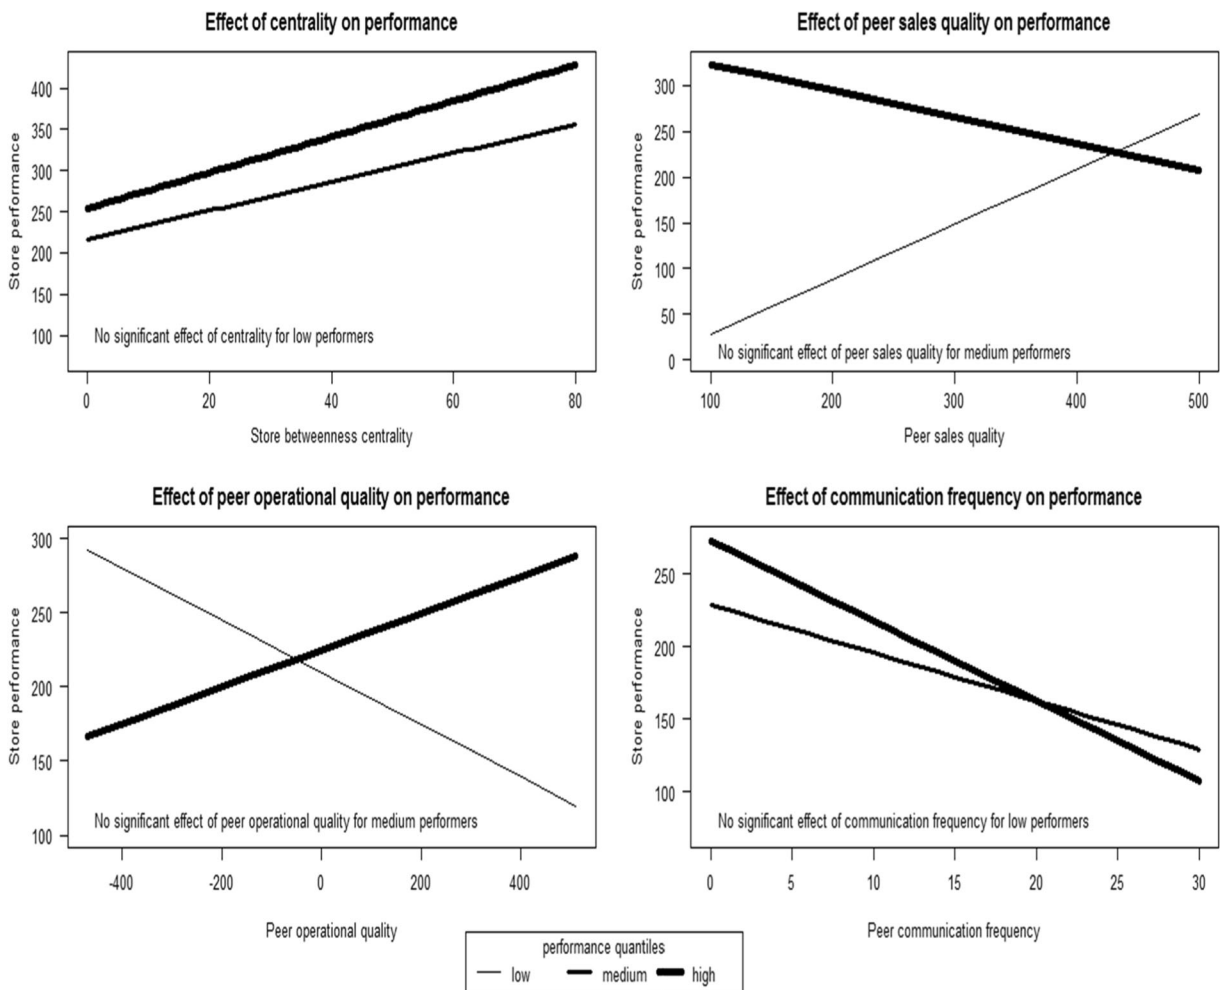 Effect of centrality on performance
Store performance
400
350
300
250
200
150
100
No significant effect of centrality for low performers
0 20 40 60 80
Store betweenness centrality
Effect of peer sales quality on performance
Store performance
300
250
200
150
100
50
0
No significant effect of peer sales quality for medium performers
100 200 300 400 500
Peer sales quality
Effect of peer operational quality on performance
Store performance
300
250
200
150
100
No significant effect of peer operational quality for medium performers
-400 -200 0 200 400
Peer operational quality
Effect of communication frequency on performance
Store performance
250
200
150
100
No significant effect of communication frequency for low performers
0 5 10 15 20 25 30
Peer communication frequency
performance quantiles
low medium high